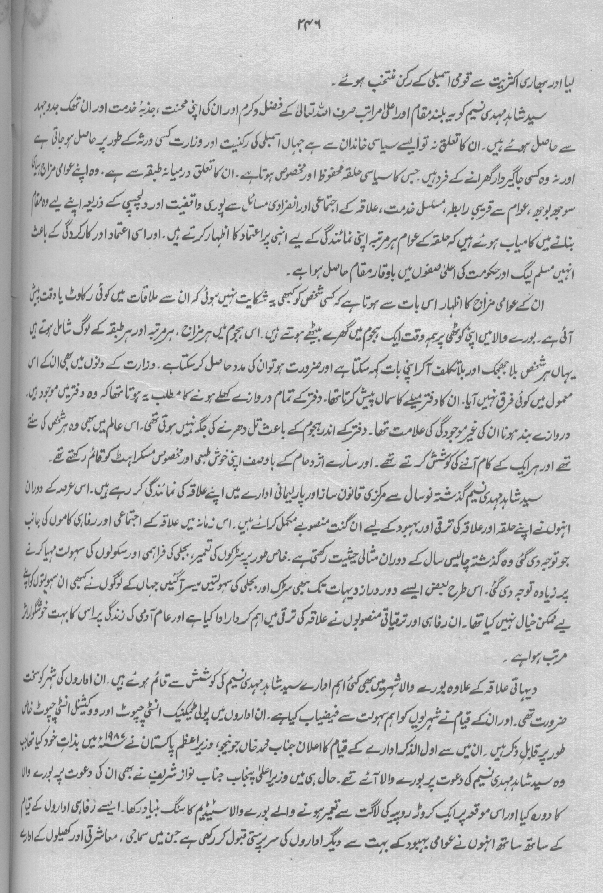 ۲۴۶
لیا اور بھاری اکثریت سے قومی اسمبلی کے رکن منتخب ہوئے ۔
سید شاہد مہدی نسیم کو یہ بلند مقام اور اعلیٰ مراتب صرف اللہ تعالیٰ کے فضل و کرم اور ان کی اپنی محنت ، جذبۂ خدمت اور ان تھک جدوجہد
سے حاصل ہوئے ہیں۔ ان کا تعلق نہ تو ایسے سیاسی خاندان سے ہے جہاں اسمبلی کی رکنیت اور وزارت کسی ورثہ کے طور پر حاصل ہو جاتی ہے
اور نہ وہ کسی جاگیردار گھرانے کے فرد ہیں۔ جس کا سیاسی حلقہ محفوظ اور مخصوص ہوتا ہے۔ ان کا تعلق درمیانہ طبقہ سے ہے۔ وہ اپنے عوامی مزاج
سوجھ بوجھ ، عوام سے قریبی رابطہ ، مسلسل خدمت ، علاقہ کے اجتماعی اور انفرادی مسائل سے پوری واقفیت اور دلچسپی کے ذریعہ اپنے لیے وہ مقام
بنانے میں کامیاب ہوئے ہیں کہ حلقہ کے عوام ہر مرتبہ اپنی نمائندگی کے لیے انہی پر اعتماد کا اظہار کرتے ہیں۔ اور اسی اعتماد اور کارکردگی کے باعث
انہیں مسلم لیگ اور حکومت کی اعلیٰ صفوں میں باوقار مقام حاصل ہوا ہے ۔
ان کے عوامی مزاج کا اظہار اس بات سے ہوتا ہے کہ کسی شخص کو کبھی یہ شکایت نہیں ہوئی کہ ان سے ملاقات میں کوئی رکاوٹ یا دقت پیش
آئی ہے۔ بورے والا میں اپنی کوٹھی پر ہمہ وقت ایک ہجوم میں گھرے بیٹھے ہوتے ہیں۔ اس ہجوم میں ہر مزاج ، ہر مرتبہ اور ہر طبقہ کے لوگ شامل ہوتے ہیں
یہاں ہر شخص بلا جھجک اور بلا تکلف آ کر اپنی بات کہہ سکتا ہے اور ضرورت ہو تو ان کی مدد حاصل کر سکتا ہے۔ وزارت کے دنوں میں بھی ان کے اس
معمول میں کوئی فرق نہیں آیا۔ ان کا دفتر میلے کا سماں پیش کرتا تھا۔ دفتر کے تمام دروازے کھلے ہونے کا مطلب یہ ہوتا تھا کہ وہ دفتر میں موجود ہیں۔
دروازے بند ہونا ان کی غیر موجودگی کی علامت تھا۔ دفتر کے اندر ہجوم کے باعث تل دھرنے کی جگہ نہیں ہوتی تھی۔ اس عالم میں بھی وہ ہر شخص کی سنتے
تھے اور ہر ایک کے کام آنے کی کوشش کرتے تھے۔ اور سارے اژدحام کے باوصف اپنی خوش طبعی اور مخصوص مسکراہٹ کو قائم رکھتے تھے۔
سید شاہد مہدی نسیم گذشتہ نو سال سے مرکزی قانون ساز اور پارلیمانی ادارے میں اپنے علاقہ کی نمائندگی کر رہے ہیں۔ اس عرصہ کے دوران
انہوں نے اپنے حلقہ اور علاقہ کی ترقی اور بہبود کے لیے ان گنت منصوبے مکمل کرائے ہیں۔ اس زمانہ میں علاقہ کے اجتماعی اور رفاہی کاموں کی جانب
جو توجہ دی گئی وہ گذشتہ چالیس سال کے دوران مثالی حیثیت رکھتی ہے۔ خاص طور پر سڑکوں کی تعمیر ، بجلی کی فراہمی اور سکولوں کی سہولت مہیا کرنے
پر زیادہ توجہ دی گئی۔ اس طرح بعض ایسے دور دراز دیہات تک بھی سڑک اور بجلی کی سہولتیں میسر آگئیں جہاں کے لوگوں نے کبھی ان سہولتوں کو اپنے
لیے ممکن خیال نہیں کیا تھا۔ ان رفاہی اور ترقیاتی منصوبوں نے علاقہ کی ترقی میں اہم کردار ادا کیا ہے اور عام آدمی کی زندگی پر اس کا بہت خوشگوار اثر
مرتب ہوا ہے ۔
دیہاتی علاقہ کے علاوہ بورے والا شہر میں بھی کئی اہم ادارے سید شاہد مہدی نسیم کی کوشش سے قائم ہوئے ہیں۔ ان اداروں کی شہر کو سخت
ضرورت تھی۔ اور ان کے قیام نے شہریوں کو اہم سہولت سے فیضیاب کیا ہے۔ ان اداروں میں پولی ٹیکنیک انسٹی چیوٹ اور ووکیشنل انسٹی چیوٹ خاص
طور پر قابل ذکر ہیں۔ ان میں سے اول الذکر ادارے کے قیام کا اعلان جناب محمد خاں جونیجو ، وزیر اعظم پاکستان نے ۱۹۸۷ء میں بذات خود کیا تھا جب
وہ سید شاہد مہدی نسیم کی دعوت پر بورے والا آئے تھے۔ حال ہی میں وزیر اعلیٰ پنجاب جناب نواز شریف نے بھی ان کی دعوت پر بورے والا
کا دورہ کیا اور اس موقعہ پر ایک کروڑ روپیہ کی لاگت سے تعمیر ہونے والے بورے والا سٹیڈیم کا سنگ بنیاد رکھا۔ ایسے رفاہی اداروں کے قیام
کے ساتھ ساتھ انہوں نے عوامی بہبود کے بہت سے دیگر اداروں کی سرپرستی قبول کر رکھی ہے جن میں سماجی ، معاشرتی اور کھیلوں کے ادارے